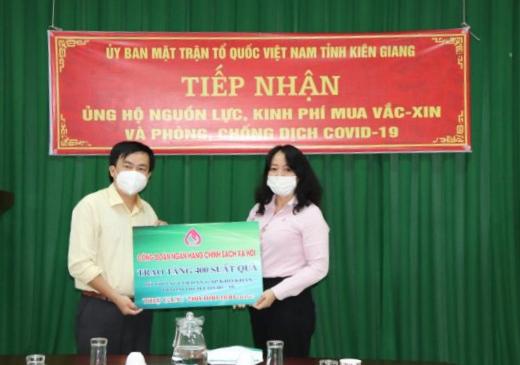 ỦY BAN MẶT TRẬN TỔ QUỐC VIỆT NAM TỈNH KIÊN GIANG
TIẾP NHẬN
ỦNG HỘ NGUỒN LỰC, KINH PHÍ MUA VẮC-XIN
VÀ PHÒNG, CHỐNG DỊCH COVID-19
CÔNG ĐOÀN NGÂN HÀNG CHÍNH SÁCH XÃ HỘI
TRAO TẶNG 400 SUẤT QUÀ